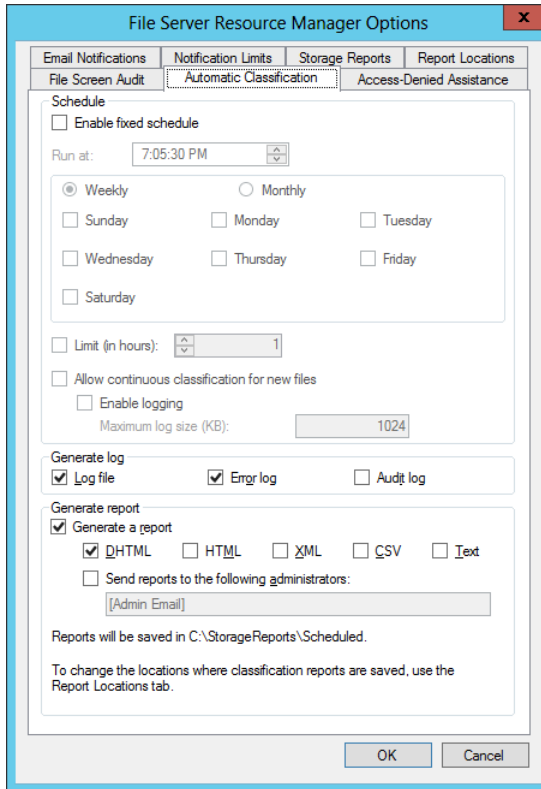 File Server Resource Manager Options
x
Email Notifications Notification Limits Storage Reports Report Locations
File Screen Audit Automatic Classification Access-Denied Assistance
Schedule
Enable fixed schedule
Run at: 7:05:30 PM
Weekly Monthly
Sunday Monday Tuesday
Wednesday Thursday Friday
Saturday
Limit (in hours): 1
Allow continuous classification for new files
Enable logging
Maximum log size (KB): 1024
Generate log
Log file Error log Audit log
Generate report
Generate a report
DHTML HTML XML CSV Text
Send reports to the following administrators:
[Admin Email]
Reports will be saved in C:\StorageReports\Scheduled.
To change the locations where classification reports are saved, use the
Report Locations tab.
OK Cancel